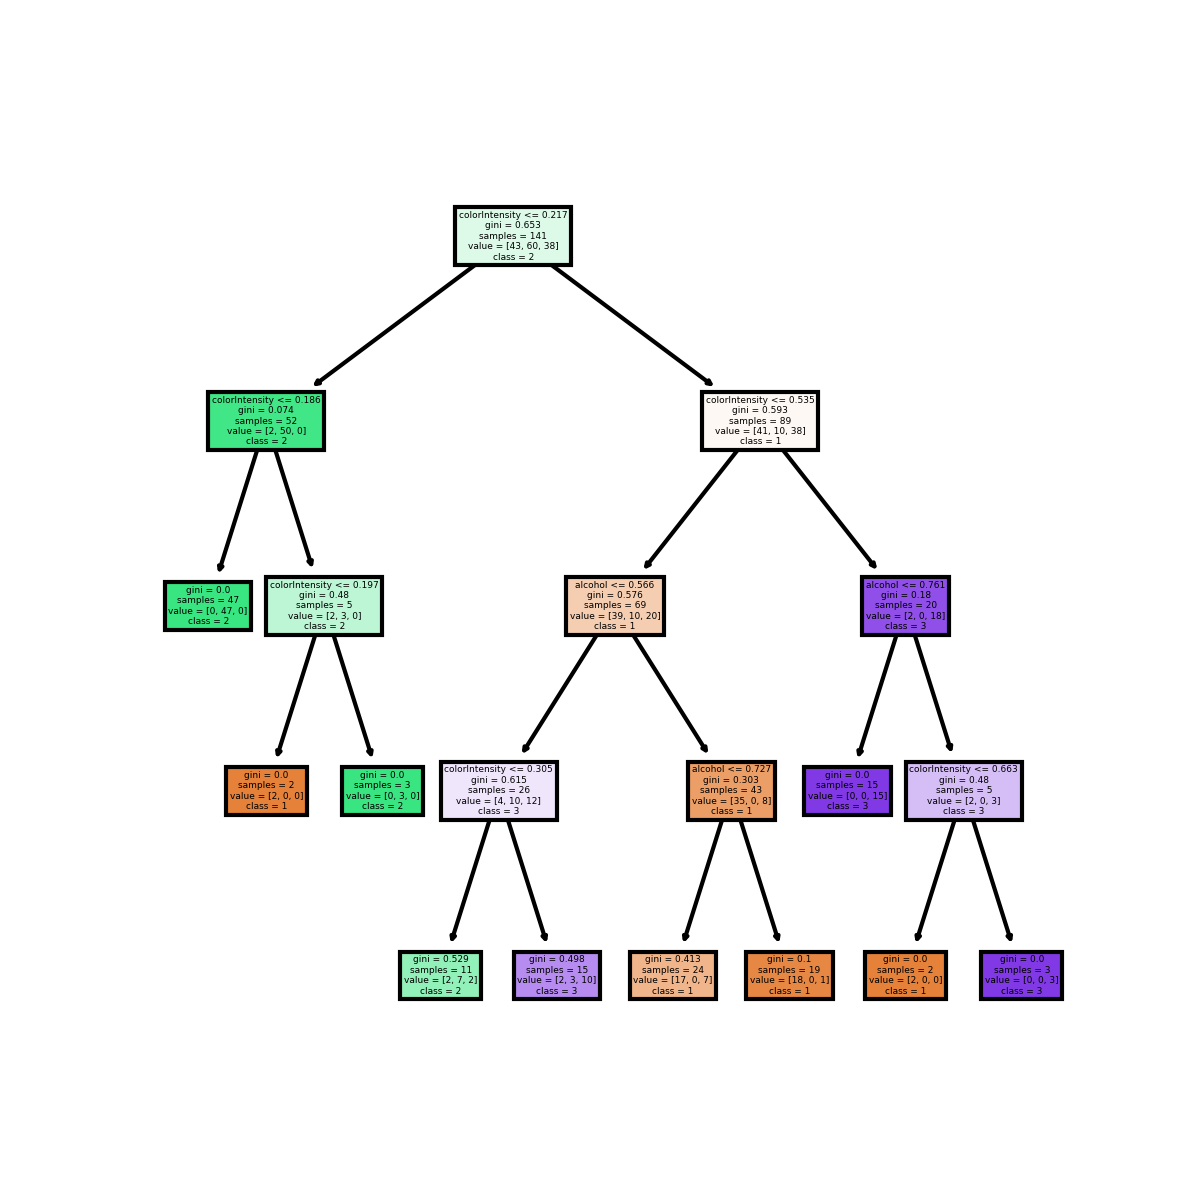 colorIntensity <= 0.217
gini = 0.653
samples = 141
value = [43, 60, 38]
class = 2
colorIntensity <= 0.186
gini = 0.074
samples = 52
value = [2, 50, 0]
class = 2
colorIntensity <= 0.535
gini = 0.593
samples = 89
value = [41, 10, 38]
class = 1
gini = 0.0
samples = 47
value = [0, 47, 0]
class = 2
colorIntensity <= 0.197
gini = 0.48
samples = 5
value = [2, 3, 0]
class = 2
alcohol <= 0.566
gini = 0.576
samples = 69
value = [39, 10, 20]
class = 1
alcohol <= 0.761
gini = 0.18
samples = 20
value = [2, 0, 18]
class = 3
gini = 0.0
samples = 2
value = [2, 0, 0]
class = 1
gini = 0.0
samples = 3
value = [0, 3, 0]
class = 2
colorIntensity <= 0.305
gini = 0.615
samples = 26
value = [4, 10, 12]
class = 3
alcohol <= 0.727
gini = 0.303
samples = 43
value = [35, 0, 8]
class = 1
gini = 0.0
samples = 15
value = [0, 0, 15]
class = 3
colorIntensity <= 0.663
gini = 0.48
samples = 5
value = [2, 0, 3]
class = 3
gini = 0.529
samples = 11
value = [2, 7, 2]
class = 2
gini = 0.498
samples = 15
value = [2, 3, 10]
class = 3
gini = 0.413
samples = 24
value = [17, 0, 7]
class = 1
gini = 0.1
samples = 19
value = [18, 0, 1]
class = 1
gini = 0.0
samples = 2
value = [2, 0, 0]
class = 1
gini = 0.0
samples = 3
value = [0, 0, 3]
class = 3